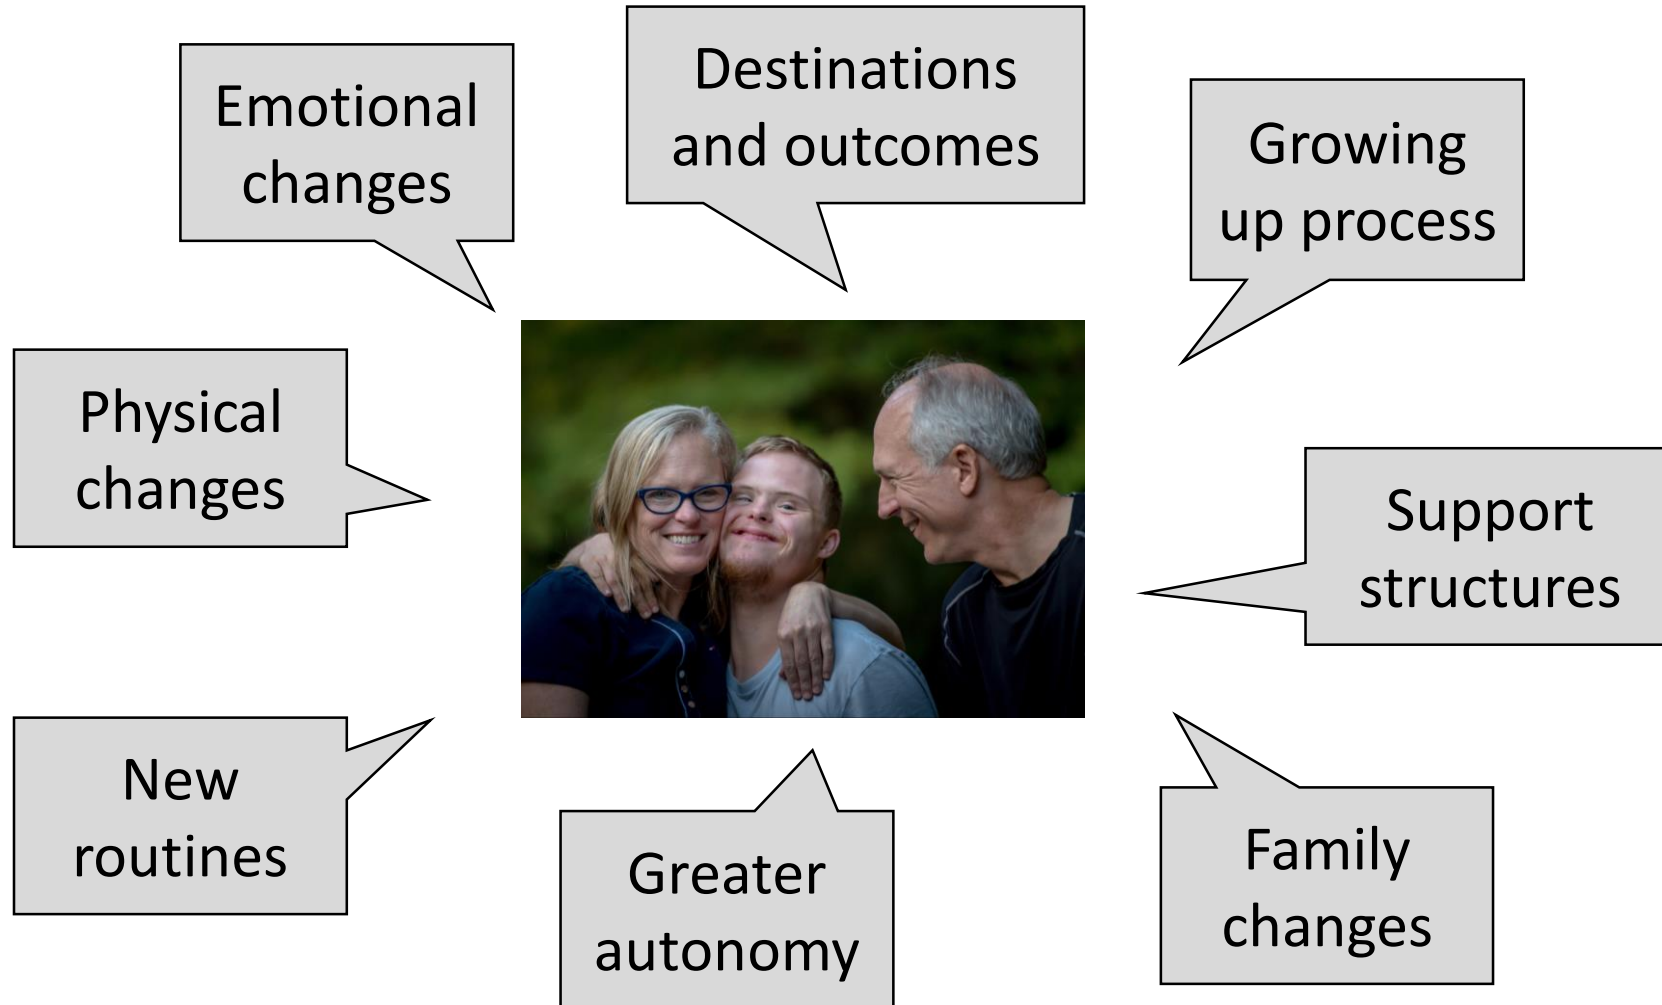 Emotional
changes
Destinations
and outcomes
Growing
up process
Physical
changes
Support
structures
New
routines
Greater
autonomy
Family
changes